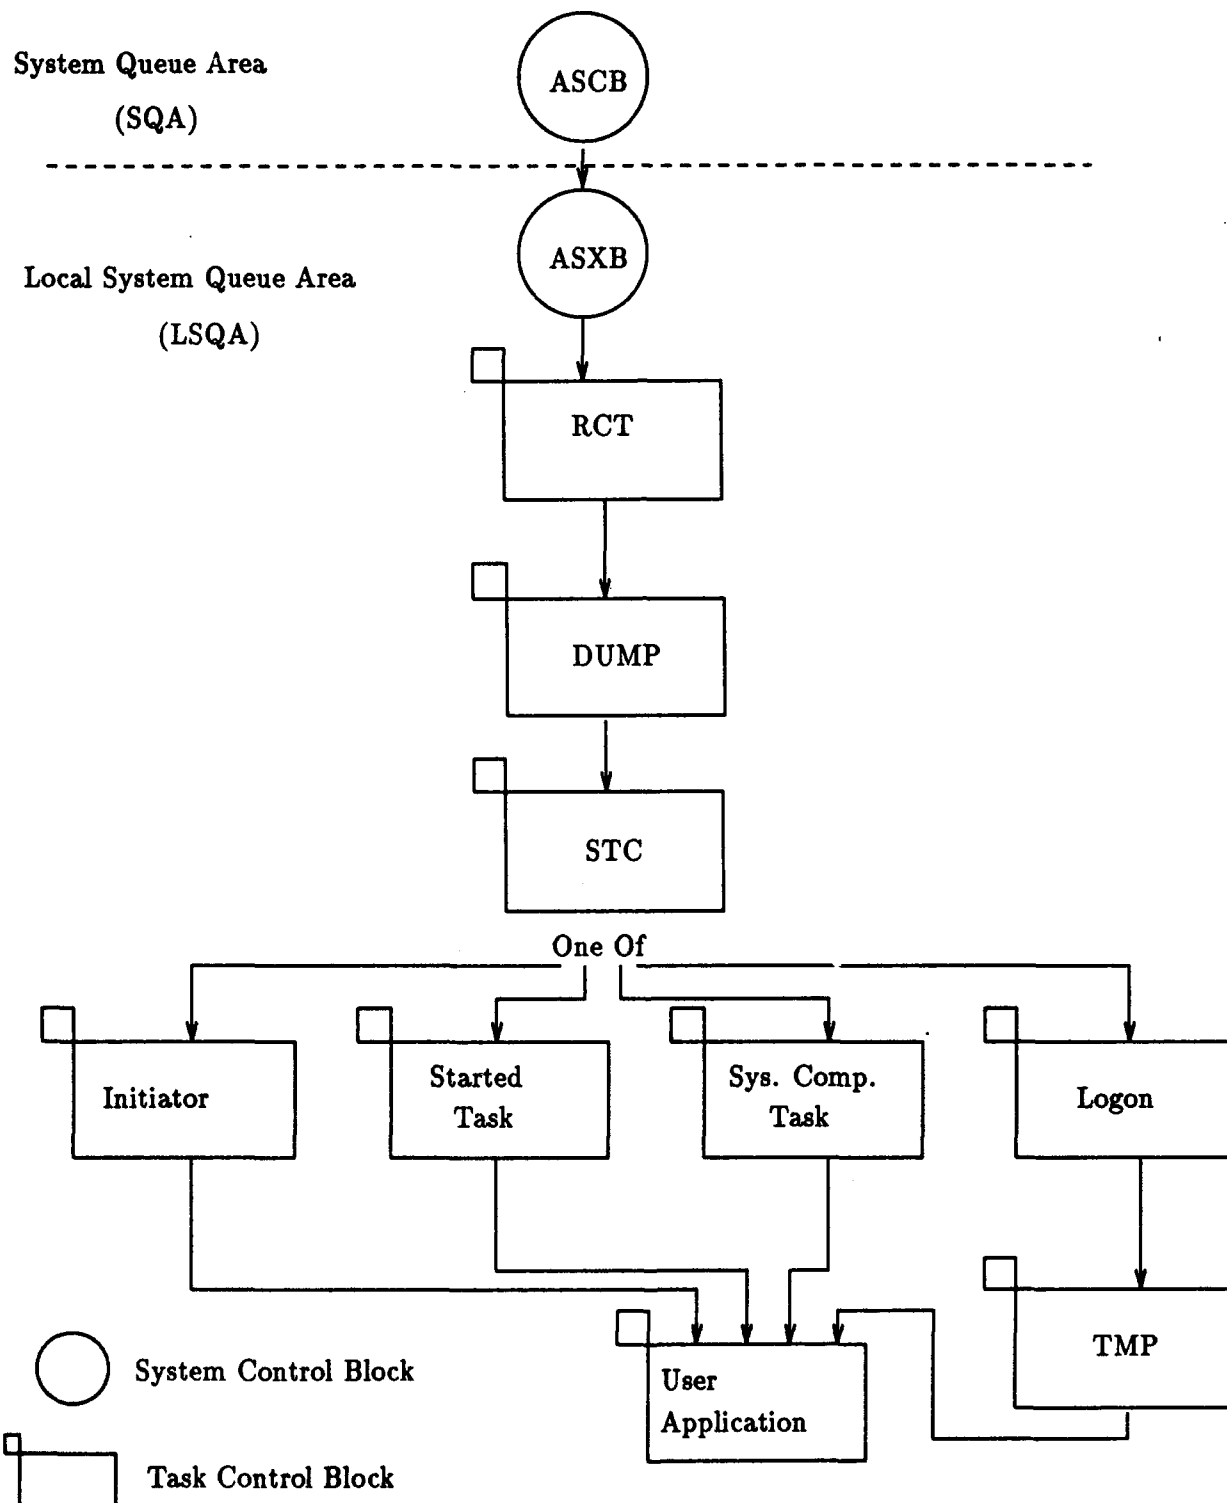 System Queue Area
(SQA)
ASCB
ASXB
Local System Queue Area
(LSQA)
RCT
DUMP
STC
One Of
Initiator
Started
Task
Sys. Comp.
Task
Logon
TMP
User
Application
System Control Block
Task Control Block